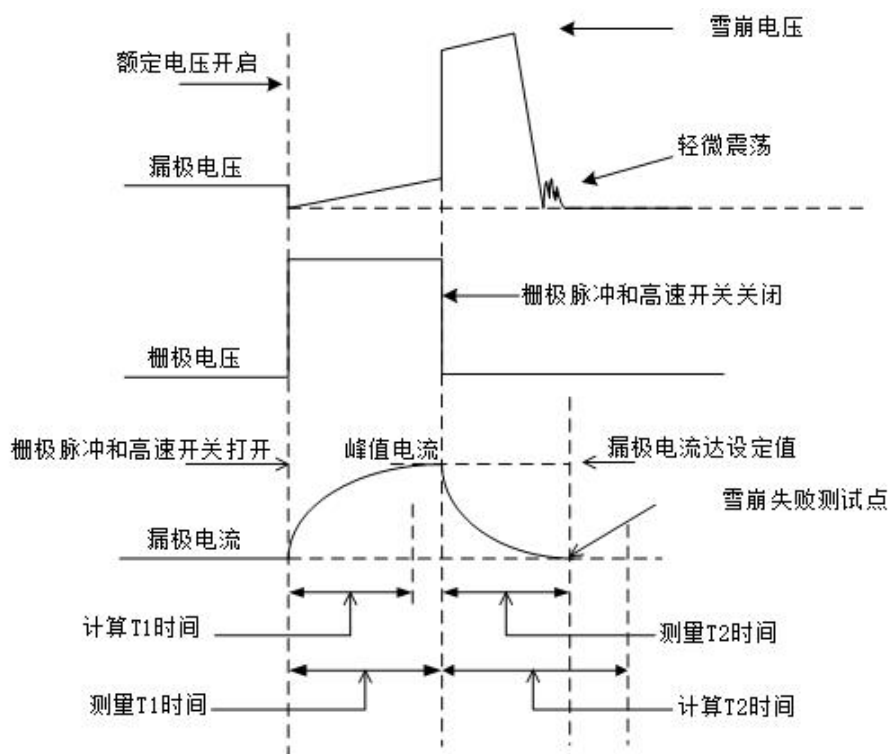 雪崩电压
额定电压开启
轻微震荡
漏极电压
栅极脉冲和高速开关关闭
栅极电压
栅极脉冲和高速开关打开
峰值电流
漏极电流达设定值
雪崩失败测试点
漏极电流
计算T1时间
测量T2时间
测量T1时间
计算T2时间